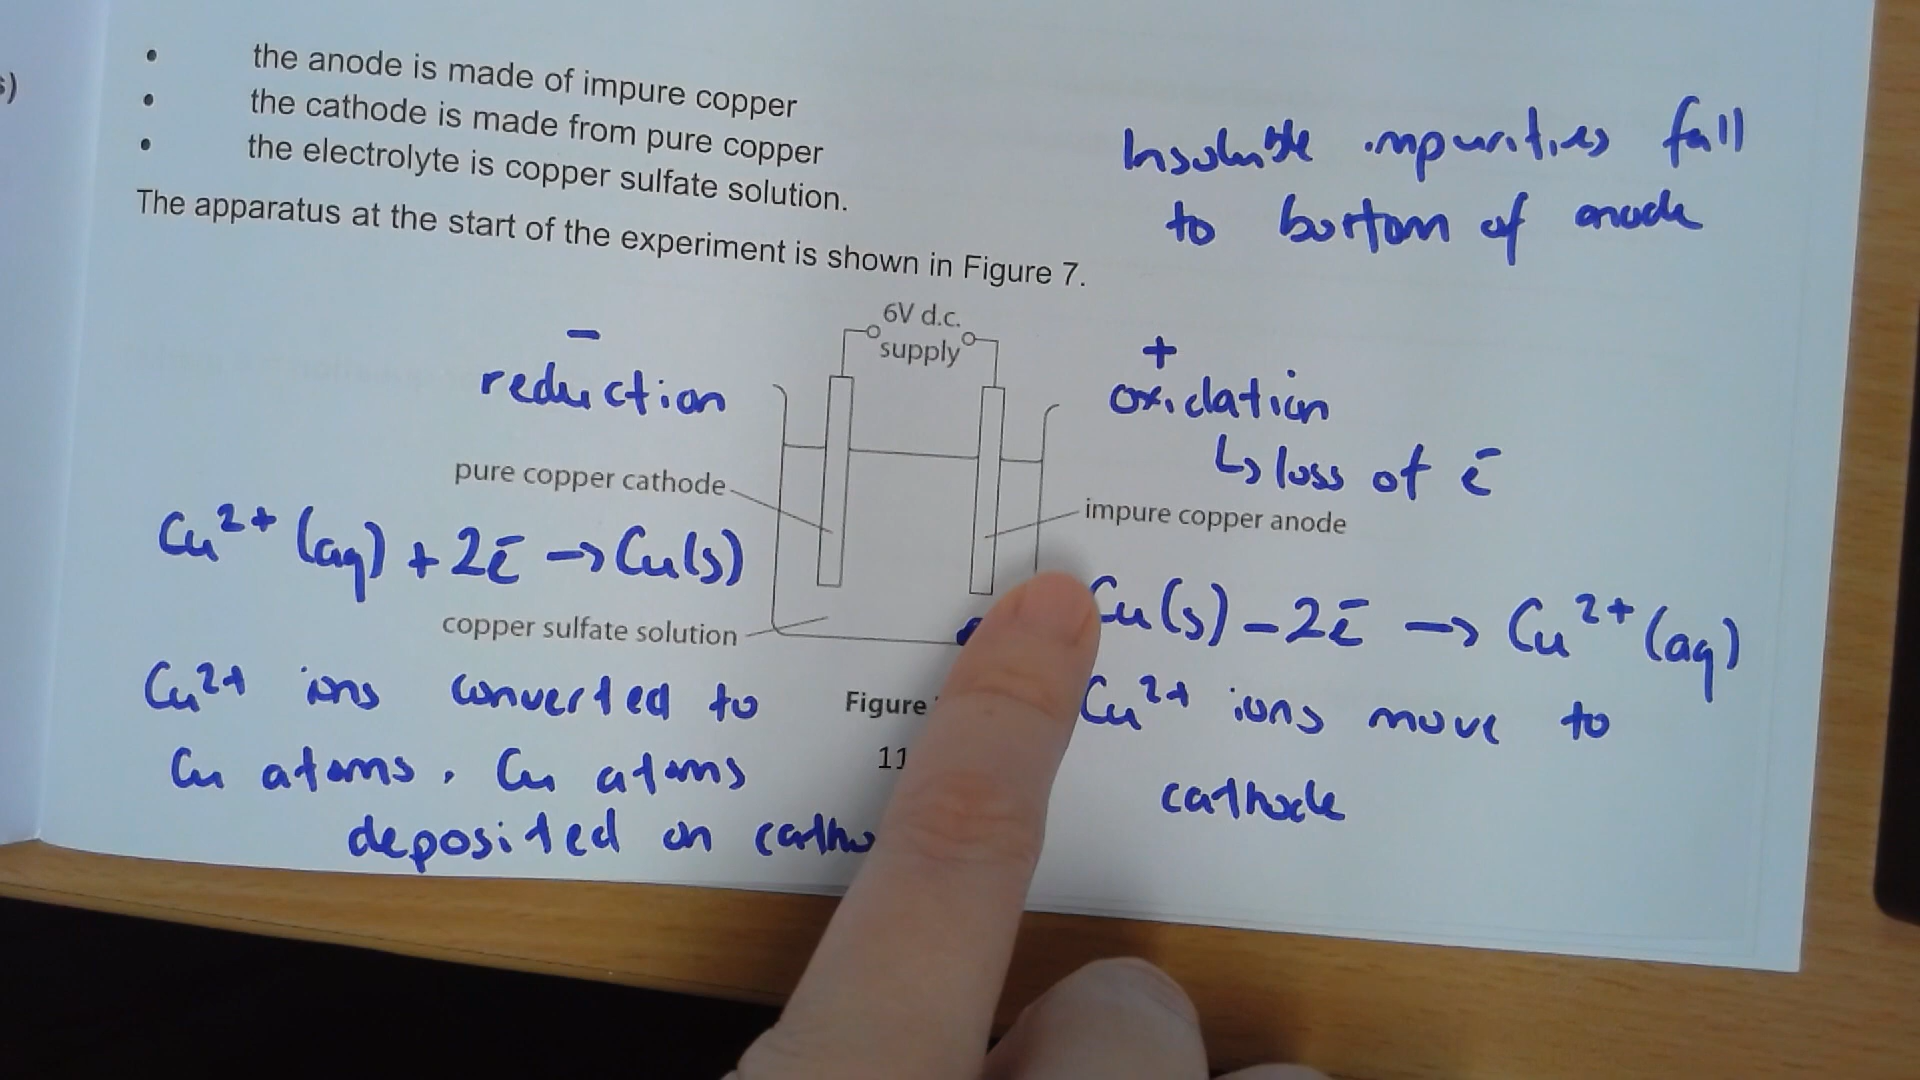 s)
• the anode is made of impure copper
• the cathode is made from pure copper
• the electrolyte is copper sulfate solution.
The apparatus at the start of the experiment is shown in Figure 7.
Insoluble impurities fall
to bottom of anode
6V d.c.
supply
−
reduction
+
oxidation
↳ loss of e̅
pure copper cathode
impure copper anode
Cu²⁺ (aq) + 2e̅ → Cu(s)
Cu(s) − 2e̅ → Cu²⁺ (aq)
copper sulfate solution
Cu²⁺ ions converted to
Cu atoms. Cu atoms
deposited on catho
Cu²⁺ ions move to
cathode
Figure
11